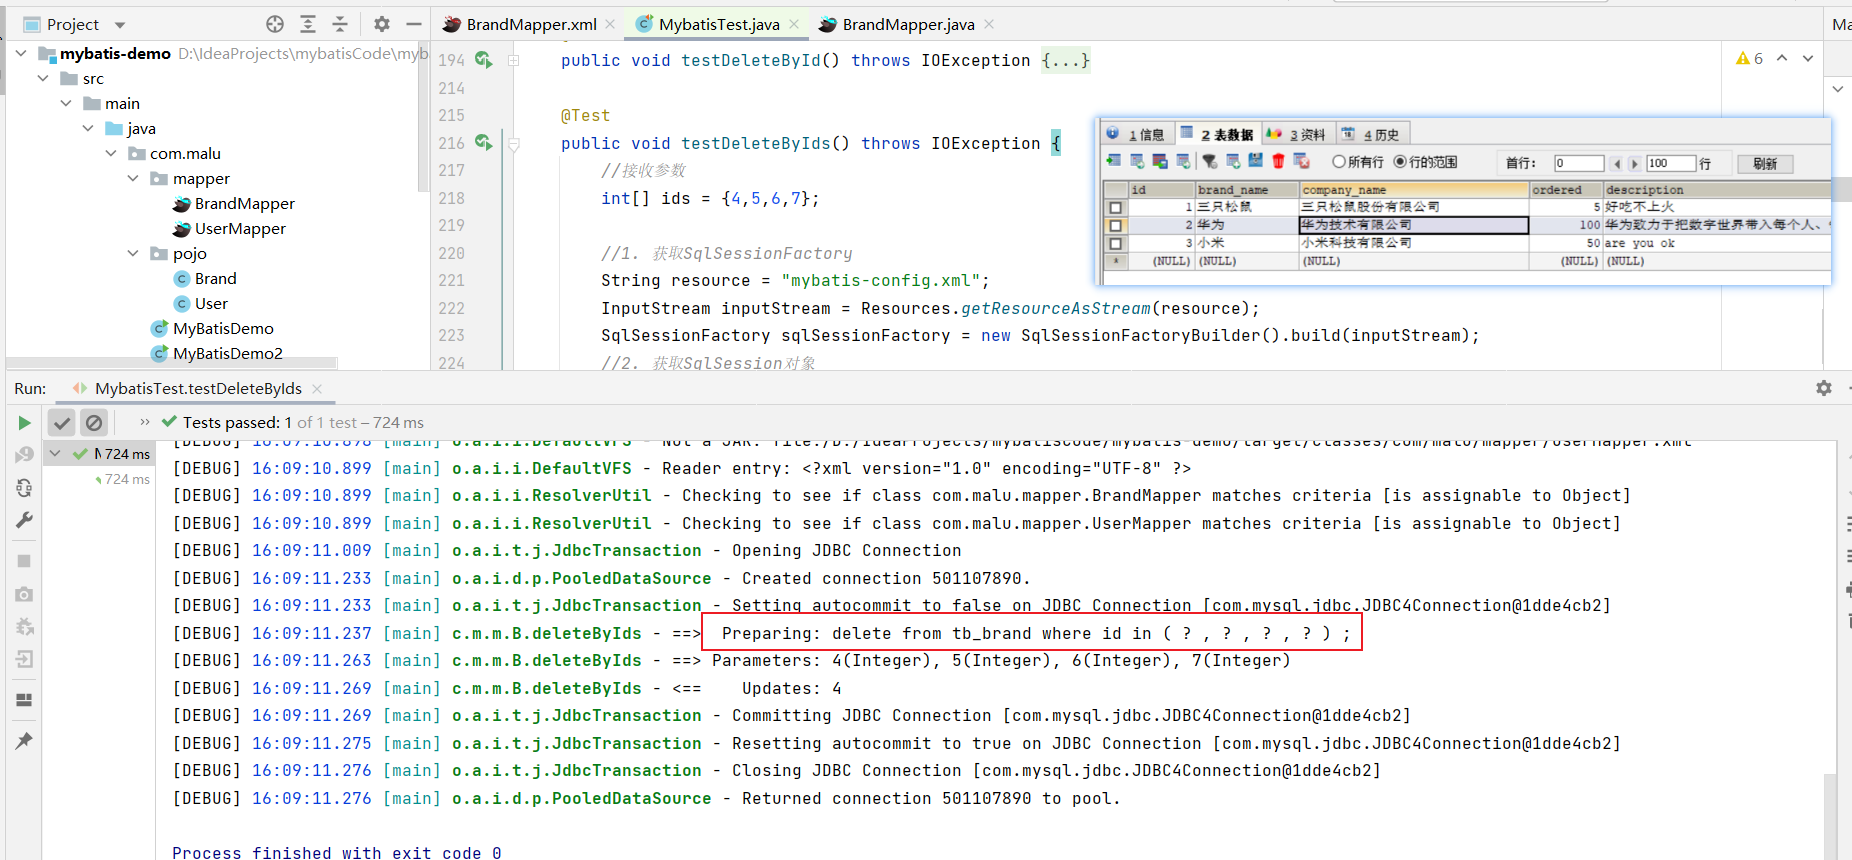 Project
BrandMapper.xml
MybatisTest.java
BrandMapper.java
Ma
mybatis-demo D:\IdeaProjects\mybatisCode\myb
src
main
java
com.malu
mapper
BrandMapper
UserMapper
pojo
Brand
User
MyBatisDemo
MyBatisDemo2
194 public void testDeleteById() throws IOException {...}
6
214
215 @Test
216 public void testDeleteByIds() throws IOException {
217 //接收参数
218 int[] ids = {4,5,6,7};
219
220 //1. 获取SqlSessionFactory
221 String resource = "mybatis-config.xml";
222 InputStream inputStream = Resources.getResourceAsStream(resource);
223 SqlSessionFactory sqlSessionFactory = new SqlSessionFactoryBuilder().build(inputStream);
224 //2. 获取SqlSession对象
1 信息 2 表数据 3 资料 4 历史
所有行 行的范围 首行: 0 100 行 刷新
id brand_name company_name ordered description
1 三只松鼠 三只松鼠股份有限公司 5 好吃不上火
2 华为 华为技术有限公司 100 华为致力于把数字世界带入每个人、
3 小米 小米科技有限公司 50 are you ok
* (NULL) (NULL) (NULL) (NULL) (NULL)
Run: MybatisTest.testDeleteByIds
Tests passed: 1 of 1 test – 724 ms
724 ms
724 ms
[DEBUG] 16:09:10.898 [main] o.a.i.i.DefaultVFS - Not a JAR: file:/D:/IdeaProjects/mybatisCode/mybatis-demo/target/classes/com/malu/mapper/UserMapper.xml
[DEBUG] 16:09:10.899 [main] o.a.i.i.DefaultVFS - Reader entry: <?xml version="1.0" encoding="UTF-8" ?>
[DEBUG] 16:09:10.899 [main] o.a.i.i.ResolverUtil - Checking to see if class com.malu.mapper.BrandMapper matches criteria [is assignable to Object]
[DEBUG] 16:09:10.899 [main] o.a.i.i.ResolverUtil - Checking to see if class com.malu.mapper.UserMapper matches criteria [is assignable to Object]
[DEBUG] 16:09:11.009 [main] o.a.i.t.j.JdbcTransaction - Opening JDBC Connection
[DEBUG] 16:09:11.233 [main] o.a.i.d.p.PooledDataSource - Created connection 501107890.
[DEBUG] 16:09:11.233 [main] o.a.i.t.j.JdbcTransaction - Setting autocommit to false on JDBC Connection [com.mysql.jdbc.JDBC4Connection@1dde4cb2]
[DEBUG] 16:09:11.237 [main] c.m.m.B.deleteByIds - ==>  Preparing: delete from tb_brand where id in ( ? , ? , ? , ? ) ;
[DEBUG] 16:09:11.263 [main] c.m.m.B.deleteByIds - ==> Parameters: 4(Integer), 5(Integer), 6(Integer), 7(Integer)
[DEBUG] 16:09:11.269 [main] c.m.m.B.deleteByIds - <==    Updates: 4
[DEBUG] 16:09:11.269 [main] o.a.i.t.j.JdbcTransaction - Committing JDBC Connection [com.mysql.jdbc.JDBC4Connection@1dde4cb2]
[DEBUG] 16:09:11.275 [main] o.a.i.t.j.JdbcTransaction - Resetting autocommit to true on JDBC Connection [com.mysql.jdbc.JDBC4Connection@1dde4cb2]
[DEBUG] 16:09:11.276 [main] o.a.i.t.j.JdbcTransaction - Closing JDBC Connection [com.mysql.jdbc.JDBC4Connection@1dde4cb2]
[DEBUG] 16:09:11.276 [main] o.a.i.d.p.PooledDataSource - Returned connection 501107890 to pool.
Process finished with exit code 0